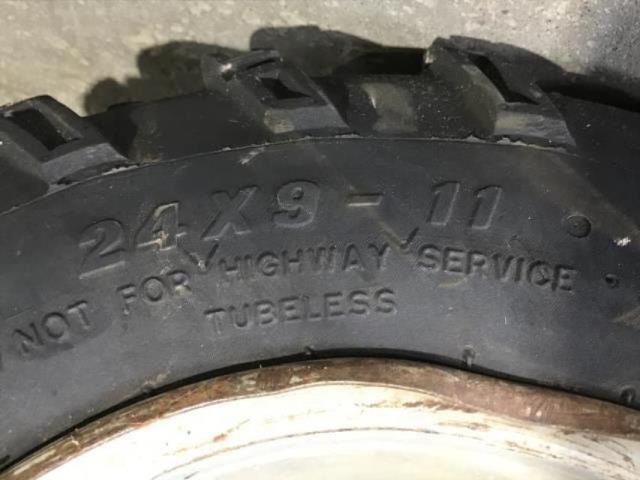 24X9-11
NOT FOR HIGHWAY SERVICE
TUBELESS